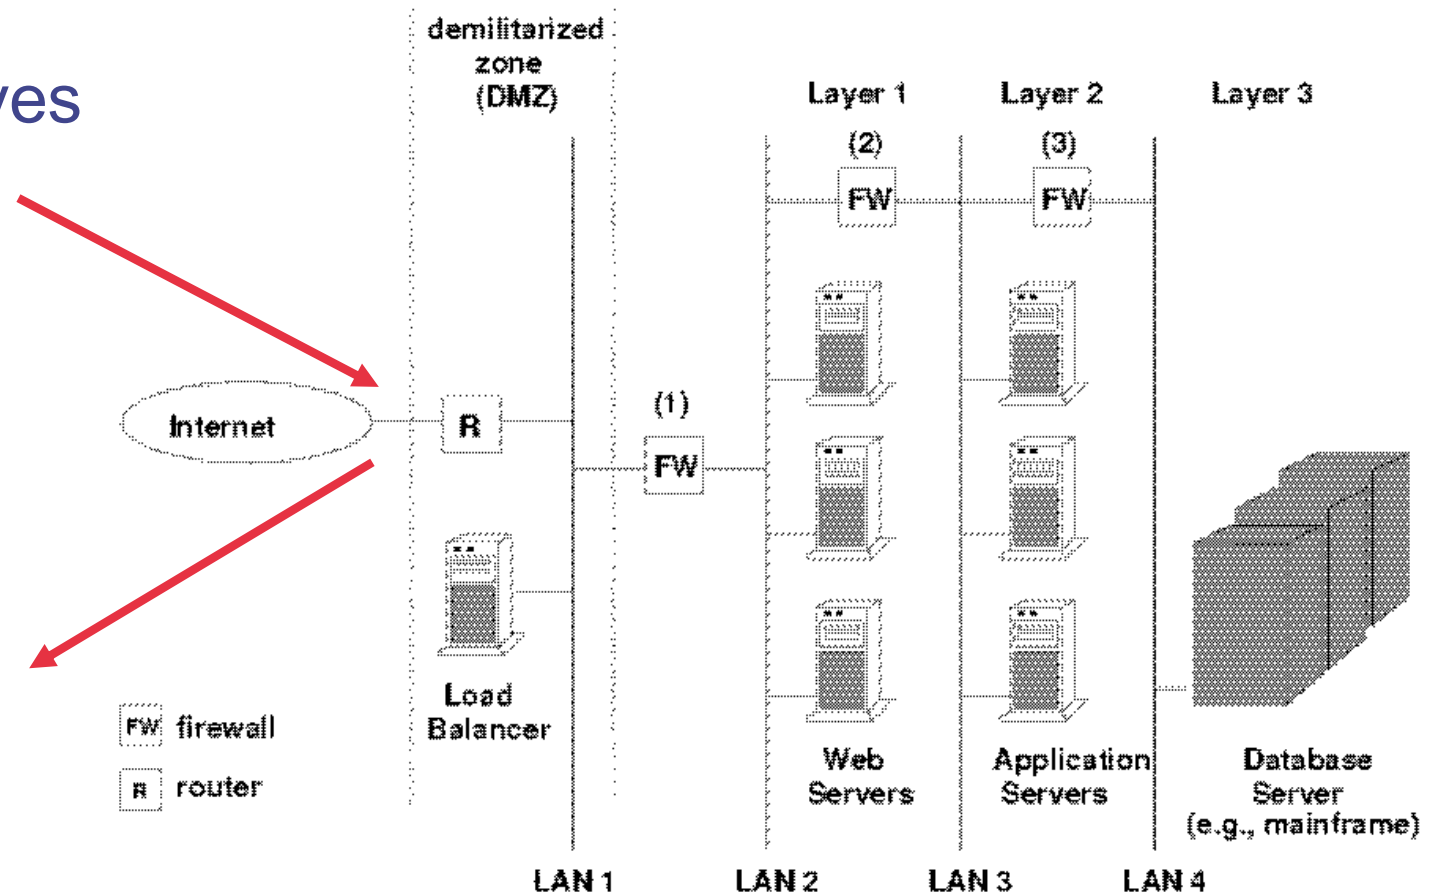 demilitarized
zone
(DMZ)
Layer 1
Layer 2
Layer 3
(2)
(3)
FW
FW
Internet
R
(1)
FW
Load
Balancer
FW firewall
R router
Web
Servers
Application
Servers
Database
Server
(e.g., mainframe)
LAN 1
LAN 2
LAN 3
LAN 4